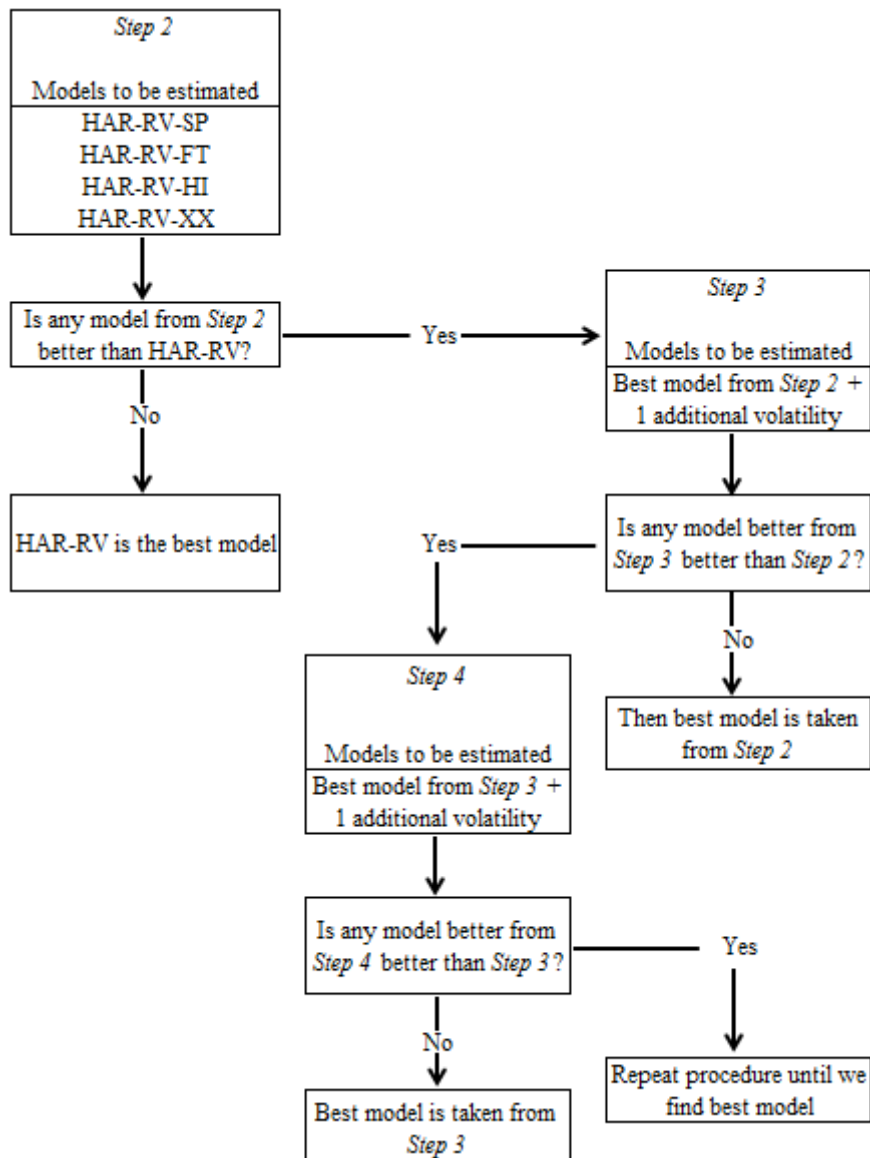 Step 2
Models to be estimated
HAR-RV-SP
HAR-RV-FT
HAR-RV-HI
HAR-RV-XX
Is any model from Step 2
better than HAR-RV?
Yes
No
HAR-RV is the best model
Step 3
Models to be estimated
Best model from Step 2 +
1 additional volatility
Is any model better from
Step 3 better than Step 2?
Yes
No
Then best model is taken
from Step 2
Step 4
Models to be estimated
Best model from Step 3 +
1 additional volatility
Is any model better from
Step 4 better than Step 3?
Yes
No
Repeat procedure until we
find best model
Best model is taken from
Step 3